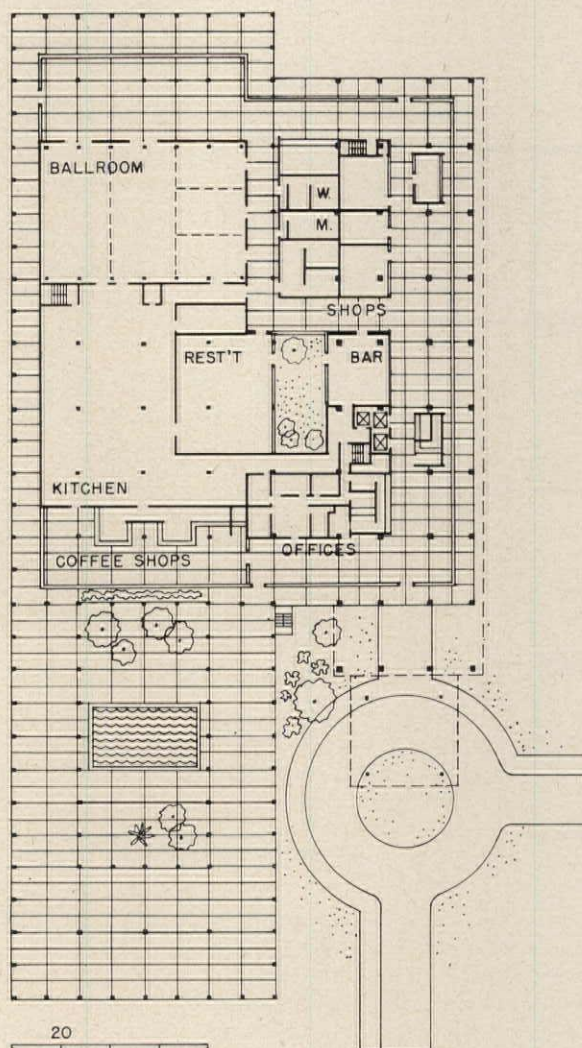 BALLROOM
W.
M.
SHOPS
REST'T
BAR
KITCHEN
COFFEE SHOPS
OFFICES
20